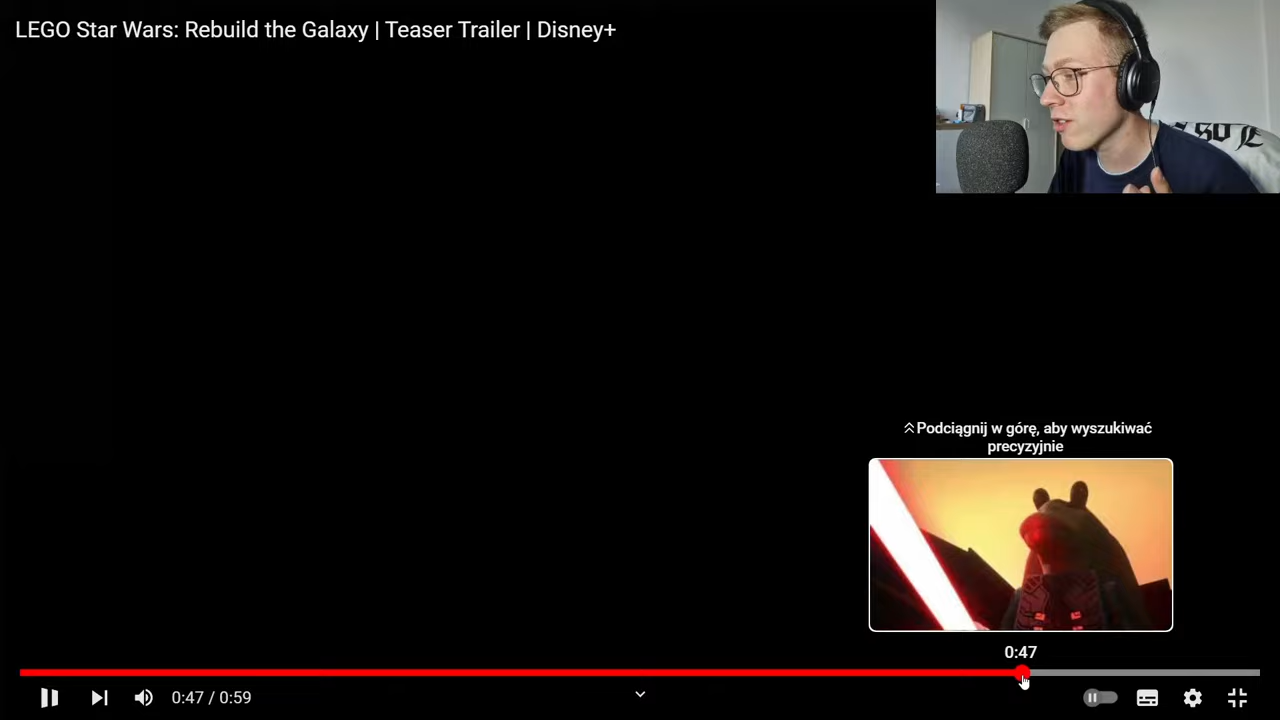 LEGO Star Wars: Rebuild the Galaxy | Teaser Trailer | Disney+
Podciągnij w górę, aby wyszukiwać
precyzyjnie
0:47
0:47 / 0:59